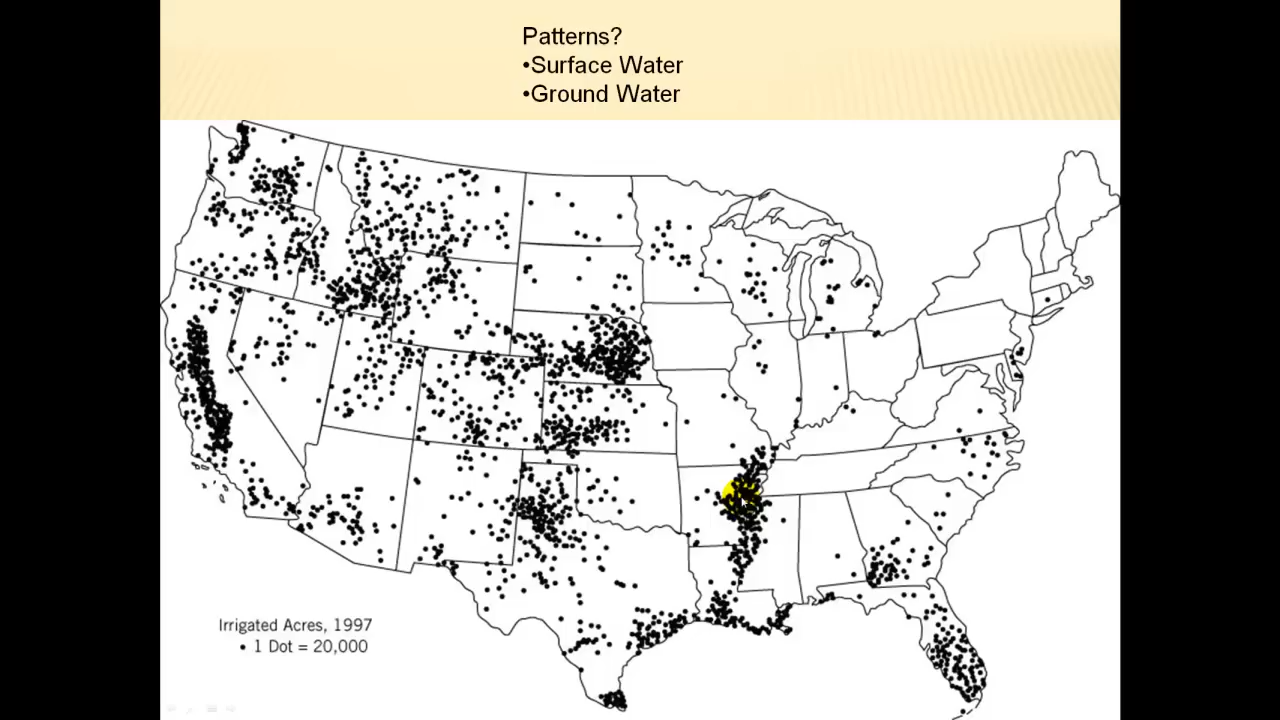 Patterns?
•Surface Water
•Ground Water
Irrigated Acres, 1997
• 1 Dot = 20,000